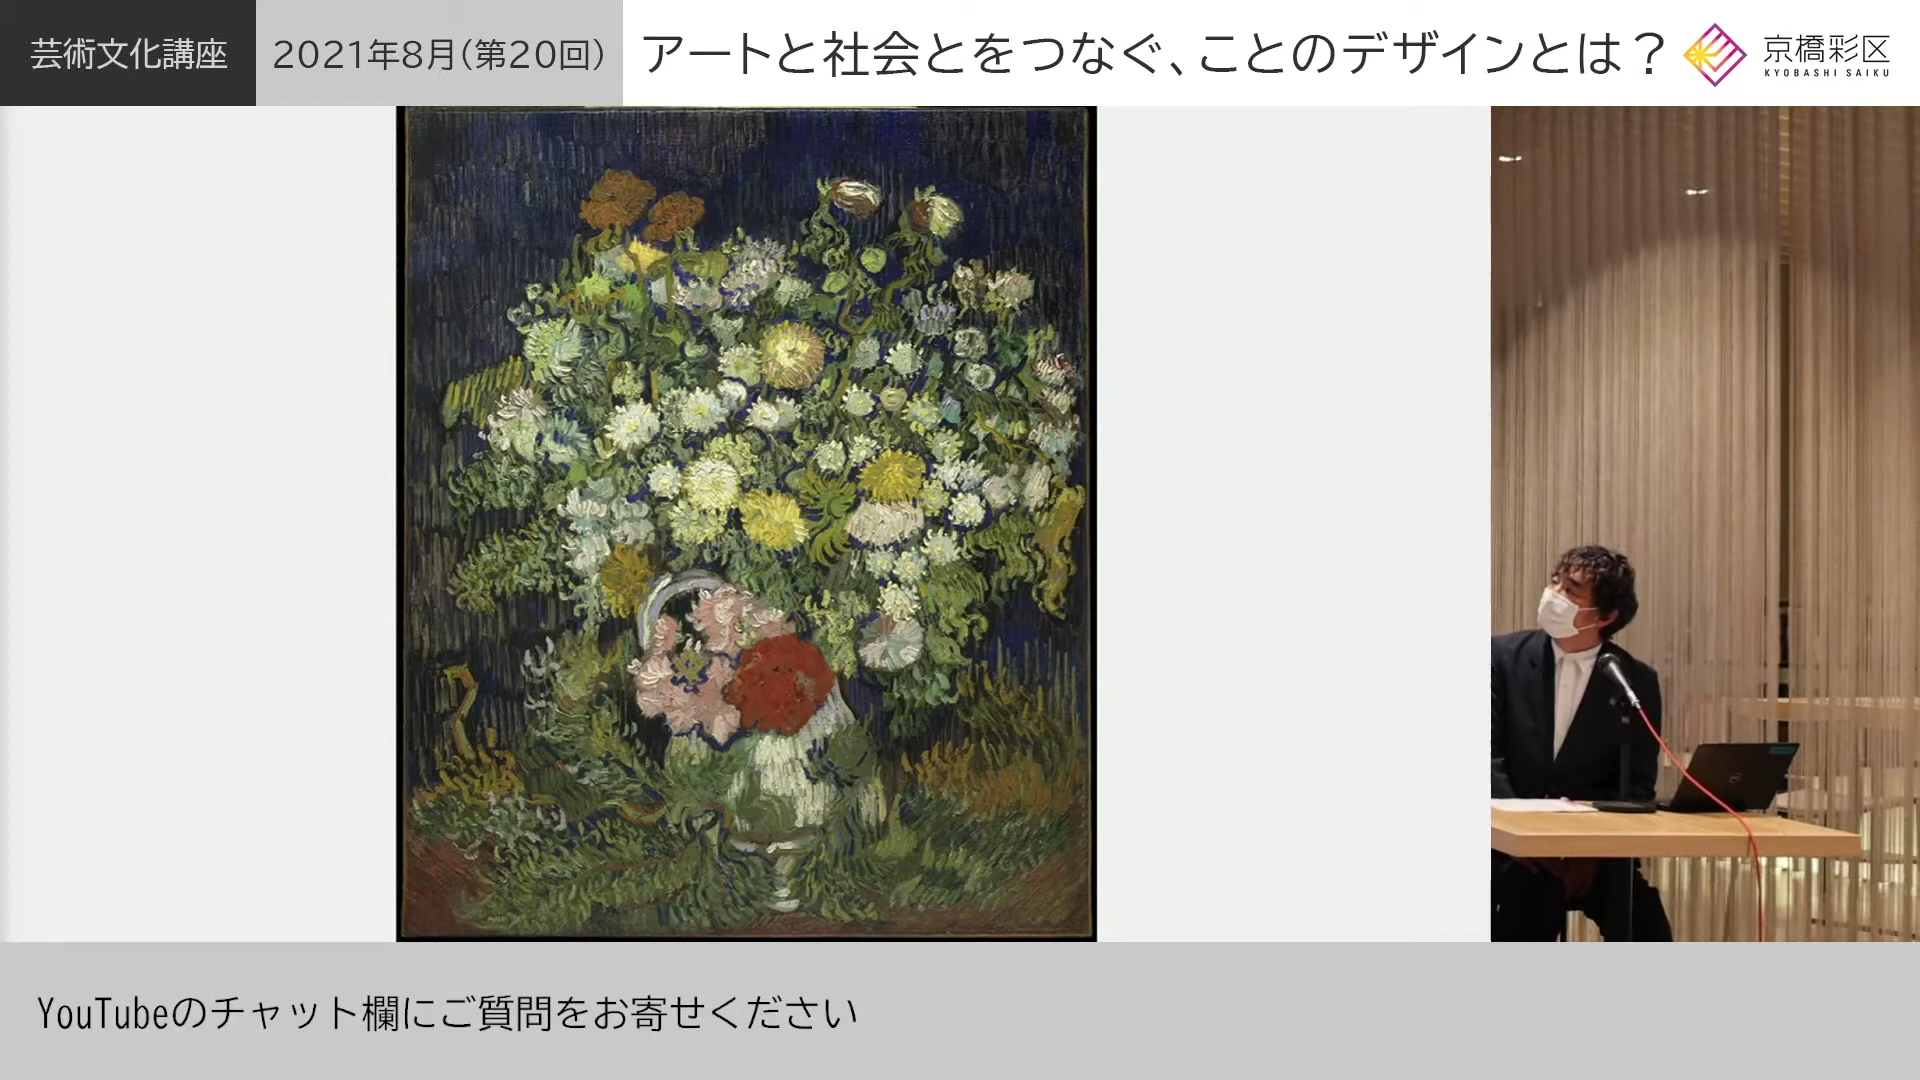 芸術文化講座
2021年8月(第20回)
アートと社会とをつなぐ、ことのデザインとは？
京橋彩区
KYOBASHI SAIKU
YouTubeのチャット欄にご質問をお寄せください